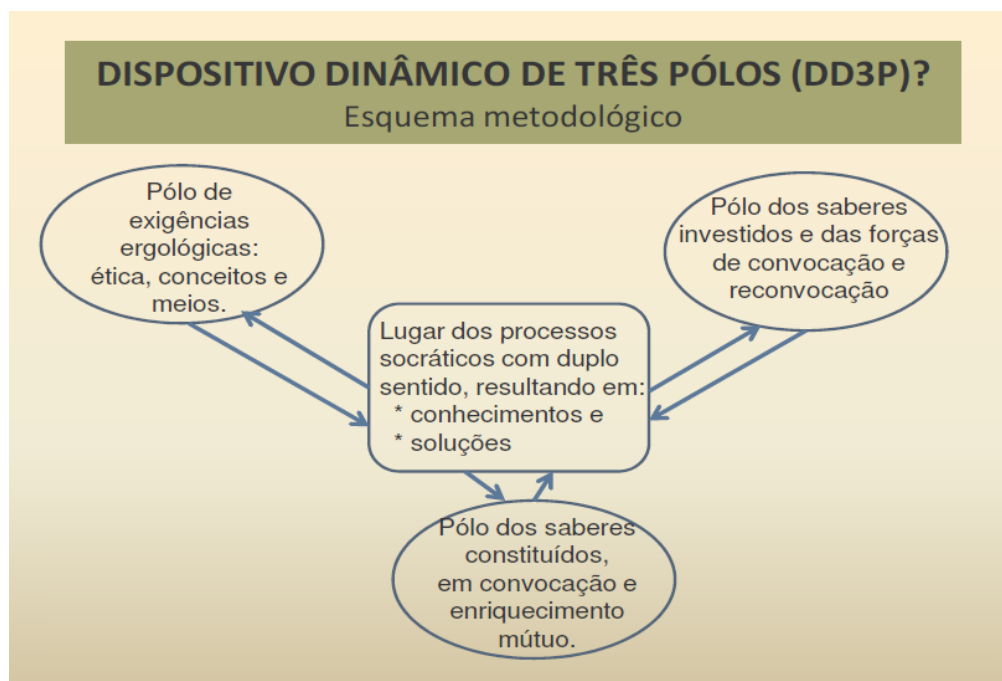 DISPOSITIVO DINÂMICO DE TRÊS PÓLOS (DD3P)?
Esquema metodológico
Pólo de
exigências
ergológicas:
ética, conceitos e
meios.
Pólo dos saberes
investidos e das forças
de convocação e
reconvocação
Lugar dos processos
socráticos com duplo
sentido, resultando em:
* conhecimentos e
* soluções
Pólo dos saberes
constituídos,
em convocação e
enriquecimento
mútuo.